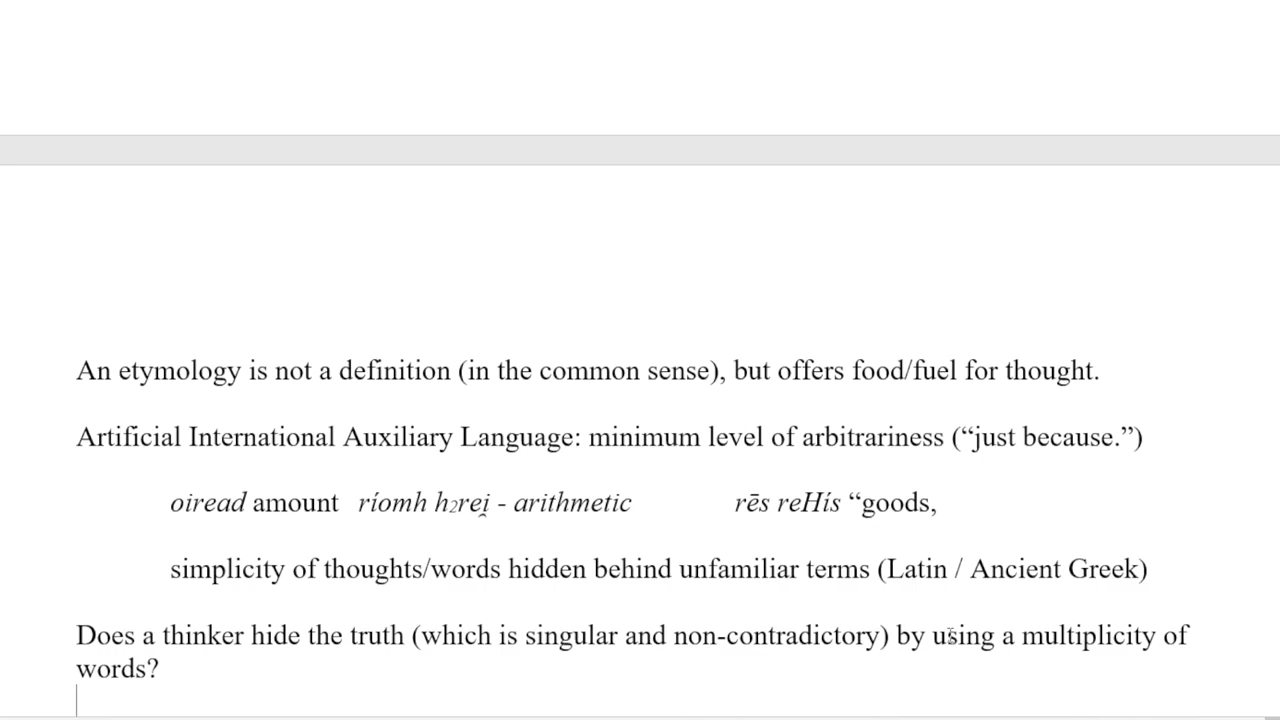 An etymology is not a definition (in the common sense), but offers food/fuel for thought.
Artificial International Auxiliary Language: minimum level of arbitrariness (“just because.”)
oiread amount ríomh h₂rei̯ - arithmetic rēs reHís “goods,
simplicity of thoughts/words hidden behind unfamiliar terms (Latin / Ancient Greek)
Does a thinker hide the truth (which is singular and non-contradictory) by using a multiplicity of
words?